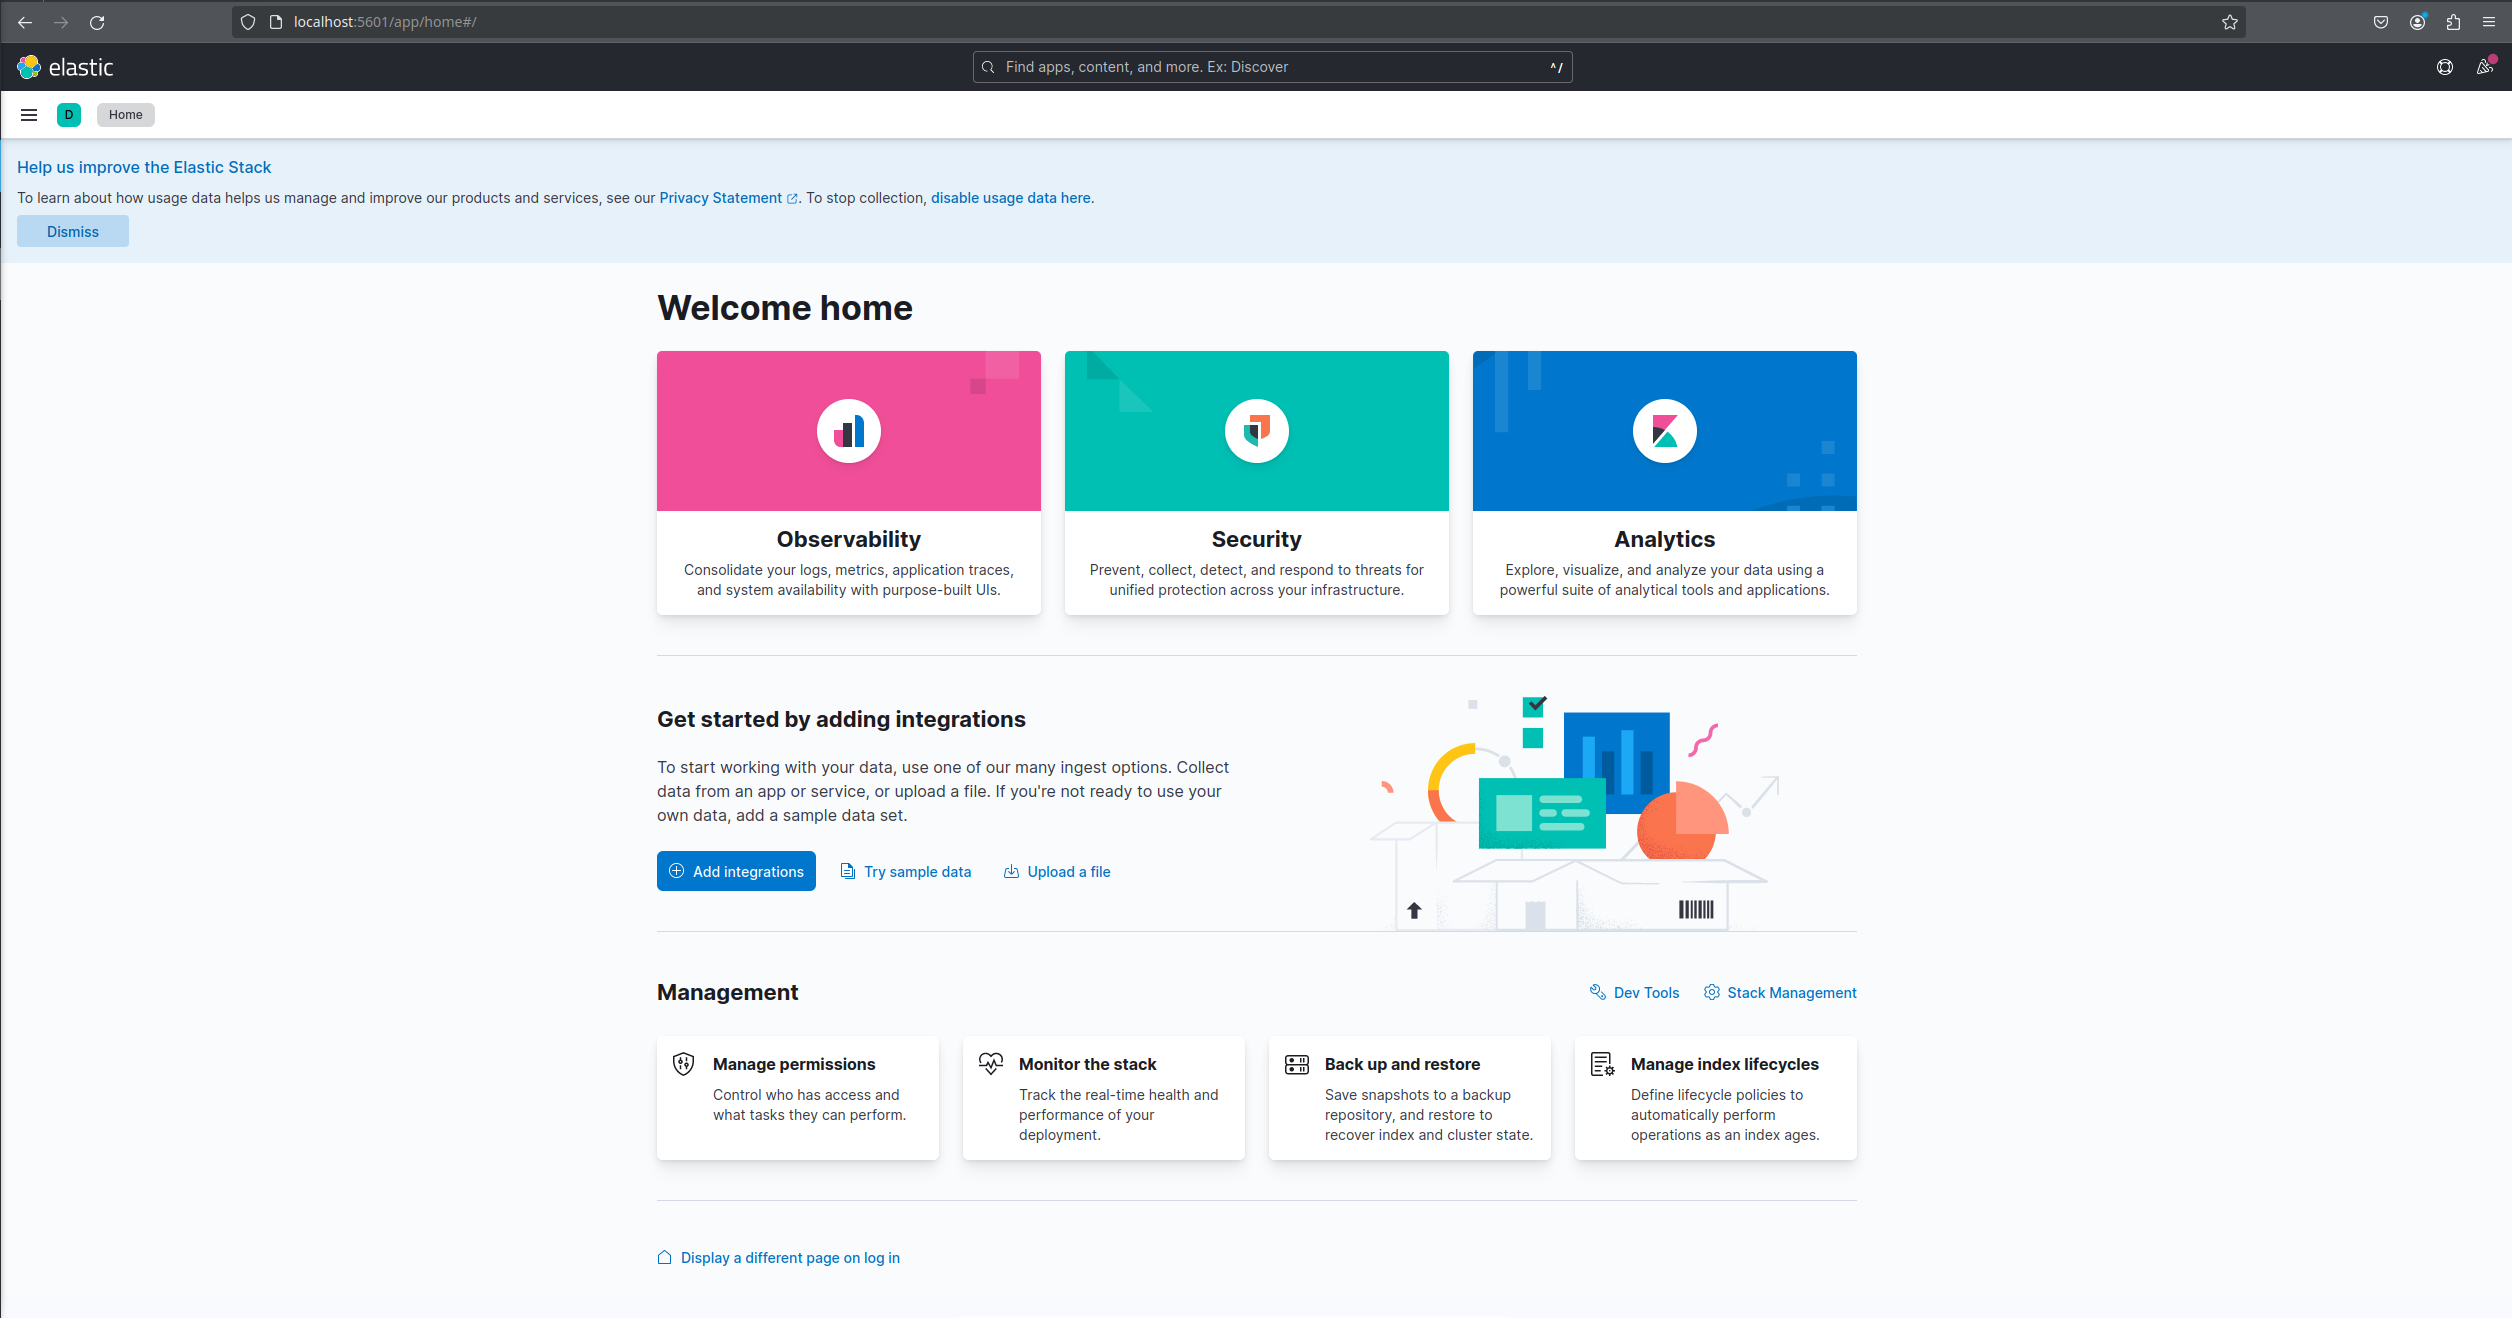 localhost:5601/app/home#/
elastic
Find apps, content, and more. Ex: Discover
^/
D
Home
Help us improve the Elastic Stack
To learn about how usage data helps us manage and improve our products and services, see our Privacy Statement. To stop collection, disable usage data here.
Dismiss
Welcome home
Observability
Consolidate your logs, metrics, application traces,
and system availability with purpose-built UIs.
Security
Prevent, collect, detect, and respond to threats for
unified protection across your infrastructure.
Analytics
Explore, visualize, and analyze your data using a
powerful suite of analytical tools and applications.
Get started by adding integrations
To start working with your data, use one of our many ingest options. Collect
data from an app or service, or upload a file. If you're not ready to use your
own data, add a sample data set.
Add integrations
Try sample data
Upload a file
Management
Dev Tools
Stack Management
Manage permissions
Control who has access and
what tasks they can perform.
Monitor the stack
Track the real-time health and
performance of your
deployment.
Back up and restore
Save snapshots to a backup
repository, and restore to
recover index and cluster state.
Manage index lifecycles
Define lifecycle policies to
automatically perform
operations as an index ages.
Display a different page on log in